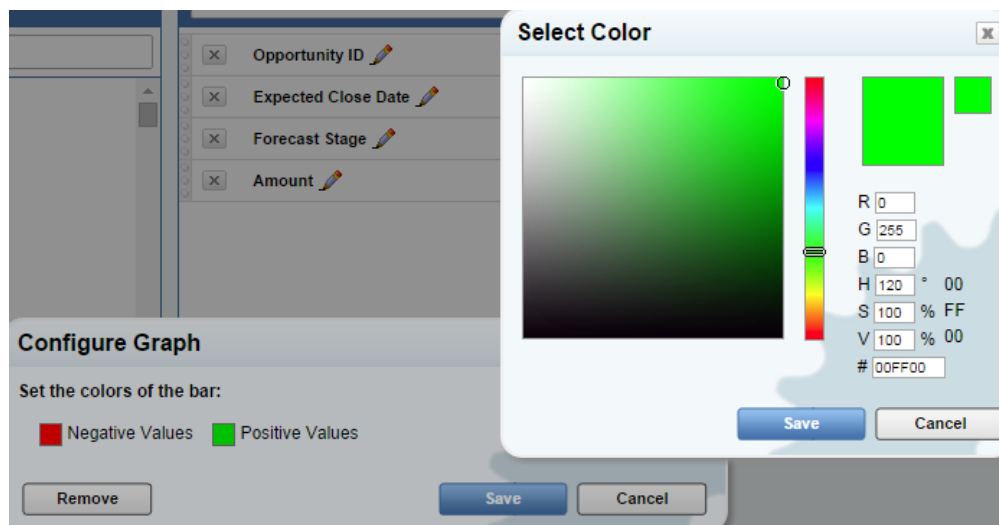 Select Color
x
x Opportunity ID
x Expected Close Date
x Forecast Stage
x Amount
R 0
G 255
B 0
H 120 ° 00
S 100 % FF
V 100 % 00
# 00FF00
Save Cancel
Configure Graph
Set the colors of the bar:
Negative Values Positive Values
Remove Save Cancel